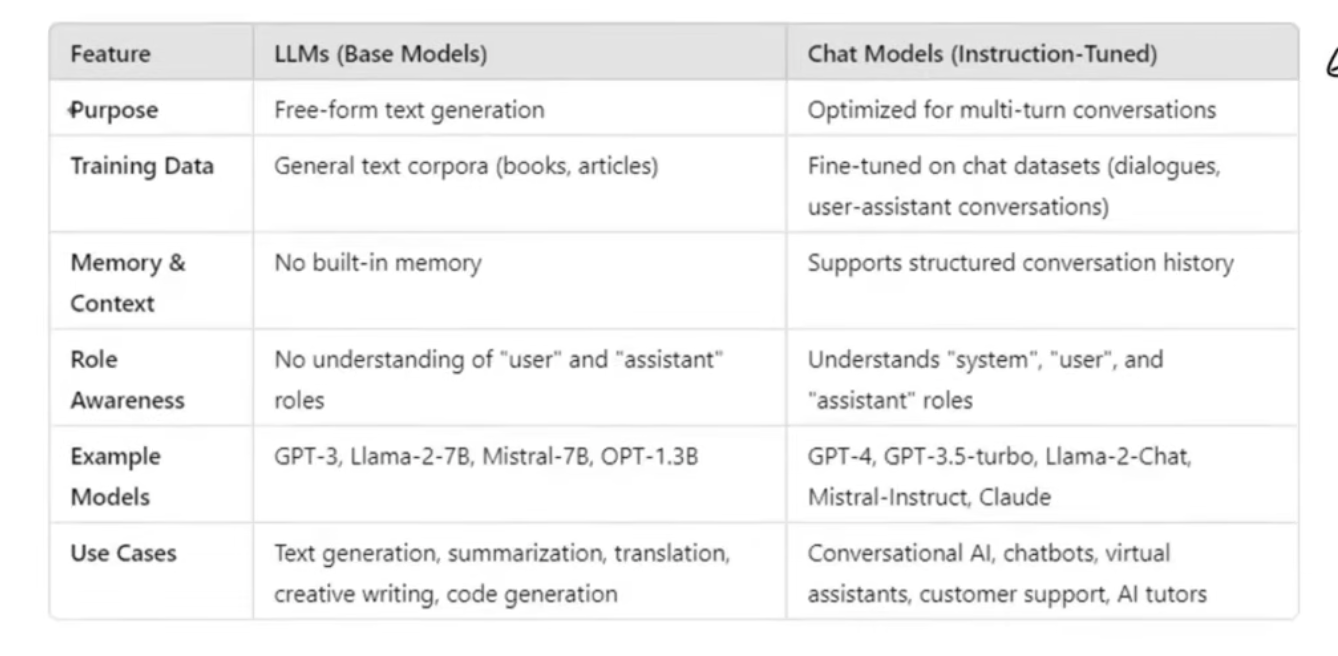 Feature LLMs (Base Models) Chat Models (Instruction-Tuned)
Purpose Free-form text generation Optimized for multi-turn conversations
Training Data General text corpora (books, articles) Fine-tuned on chat datasets (dialogues,
user-assistant conversations)
Memory & No built-in memory Supports structured conversation history
Context
Role No understanding of "user" and "assistant" Understands "system", "user", and
Awareness roles "assistant" roles
Example GPT-3, Llama-2-7B, Mistral-7B, OPT-1.3B GPT-4, GPT-3.5-turbo, Llama-2-Chat,
Models Mistral-Instruct, Claude
Use Cases Text generation, summarization, translation, Conversational AI, chatbots, virtual
creative writing, code generation assistants, customer support, AI tutors